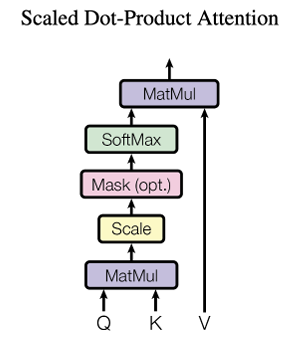 Scaled Dot-Product Attention
MatMul
SoftMax
Mask (opt.)
Scale
MatMul
Q K V